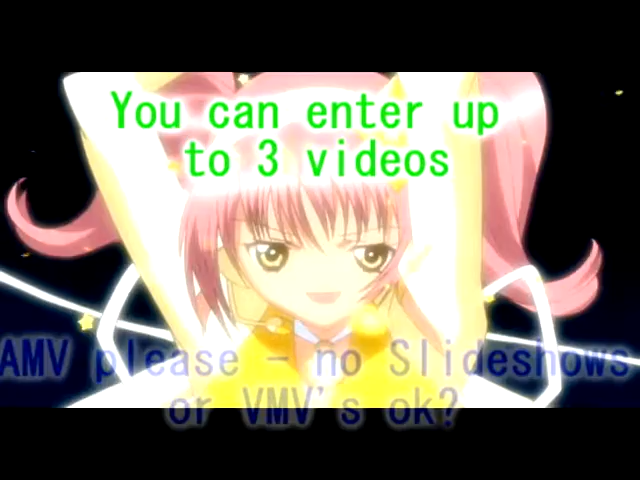 You can enter up
to 3 videos
AMV please - no Slideshows
or VMV's ok?